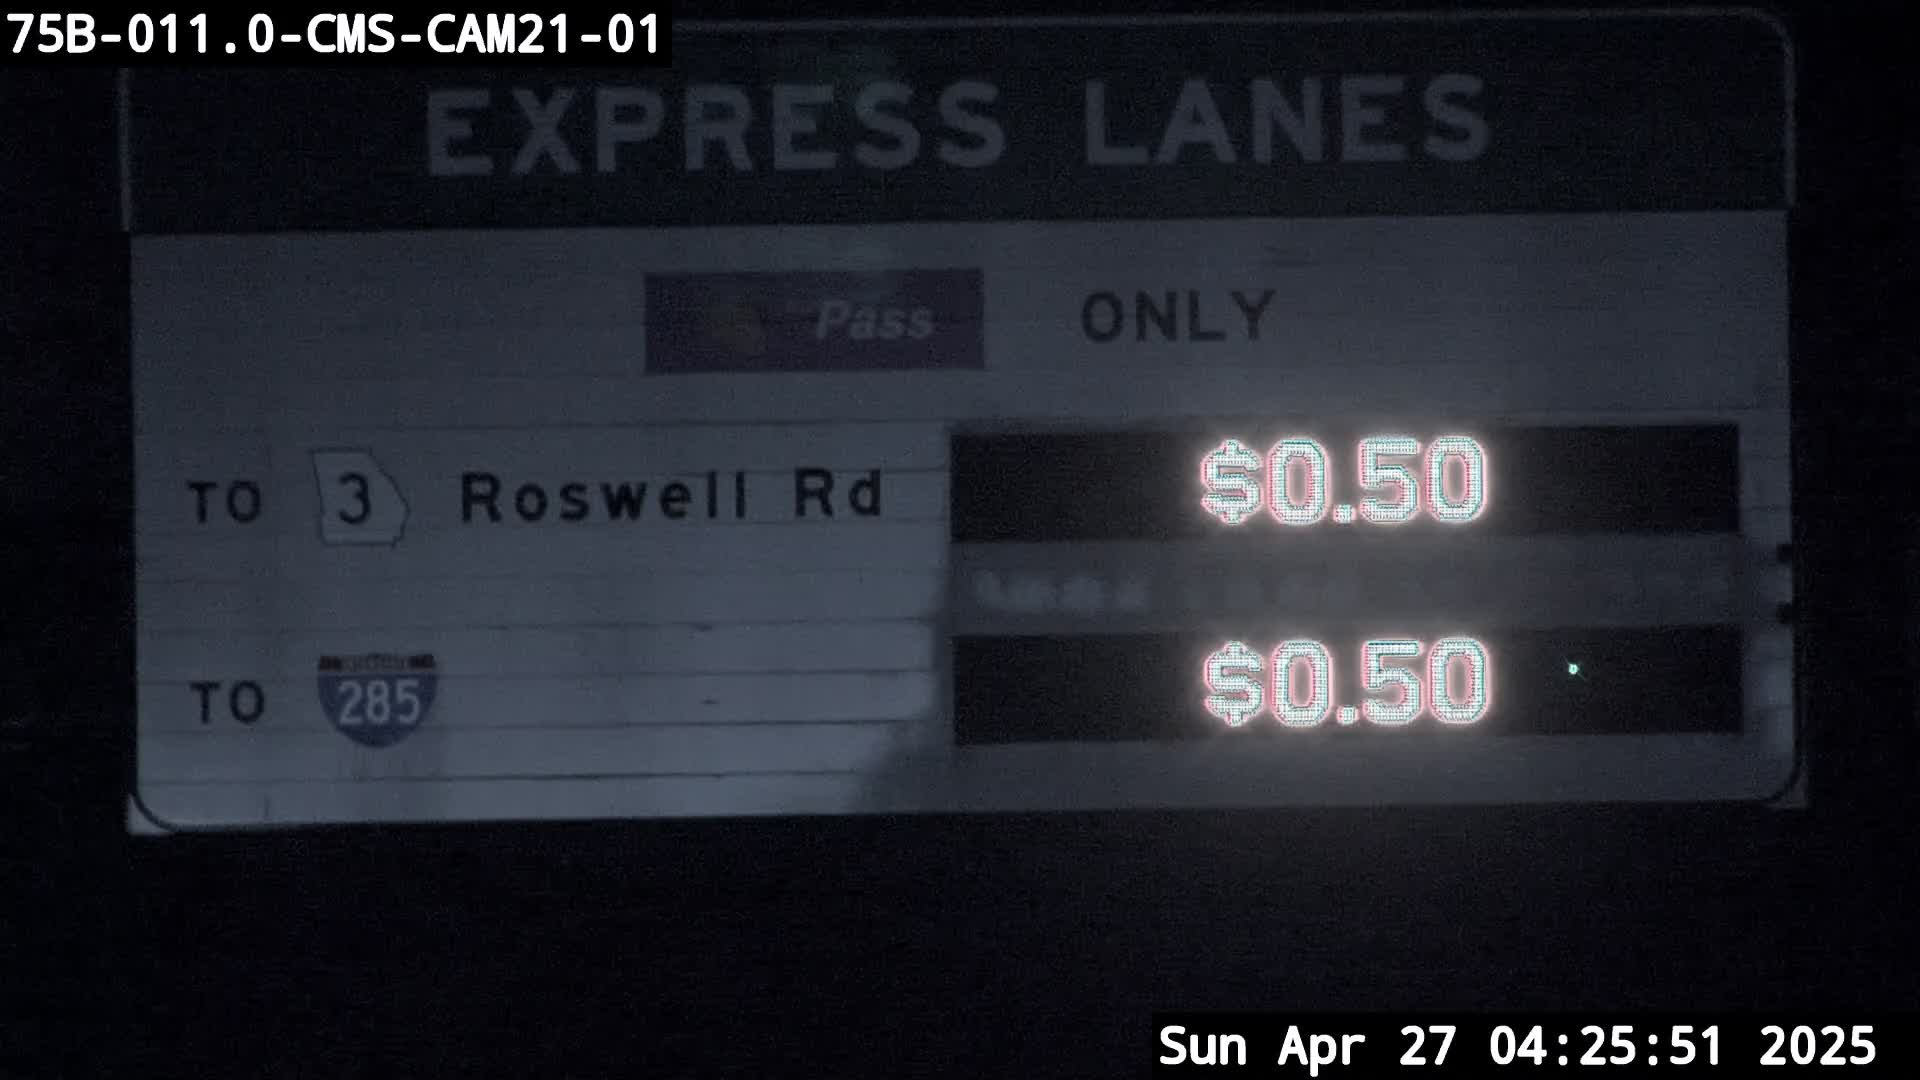 75B-011.0-CMS-CAM21-01
EXPRESS LANES
Pass ONLY
TO 3 Roswell Rd $0.50
TO 285 $0.50
Sun Apr 27 04:25:51 2025